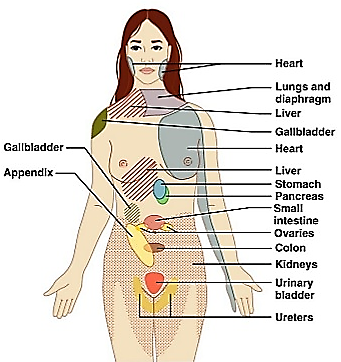 Heart
Lungs and
diaphragm
Liver
Gallbladder
Gallbladder
Heart
Appendix
Liver
Stomach
Pancreas
Small
intestine
Ovaries
Colon
Kidneys
Urinary
bladder
Ureters